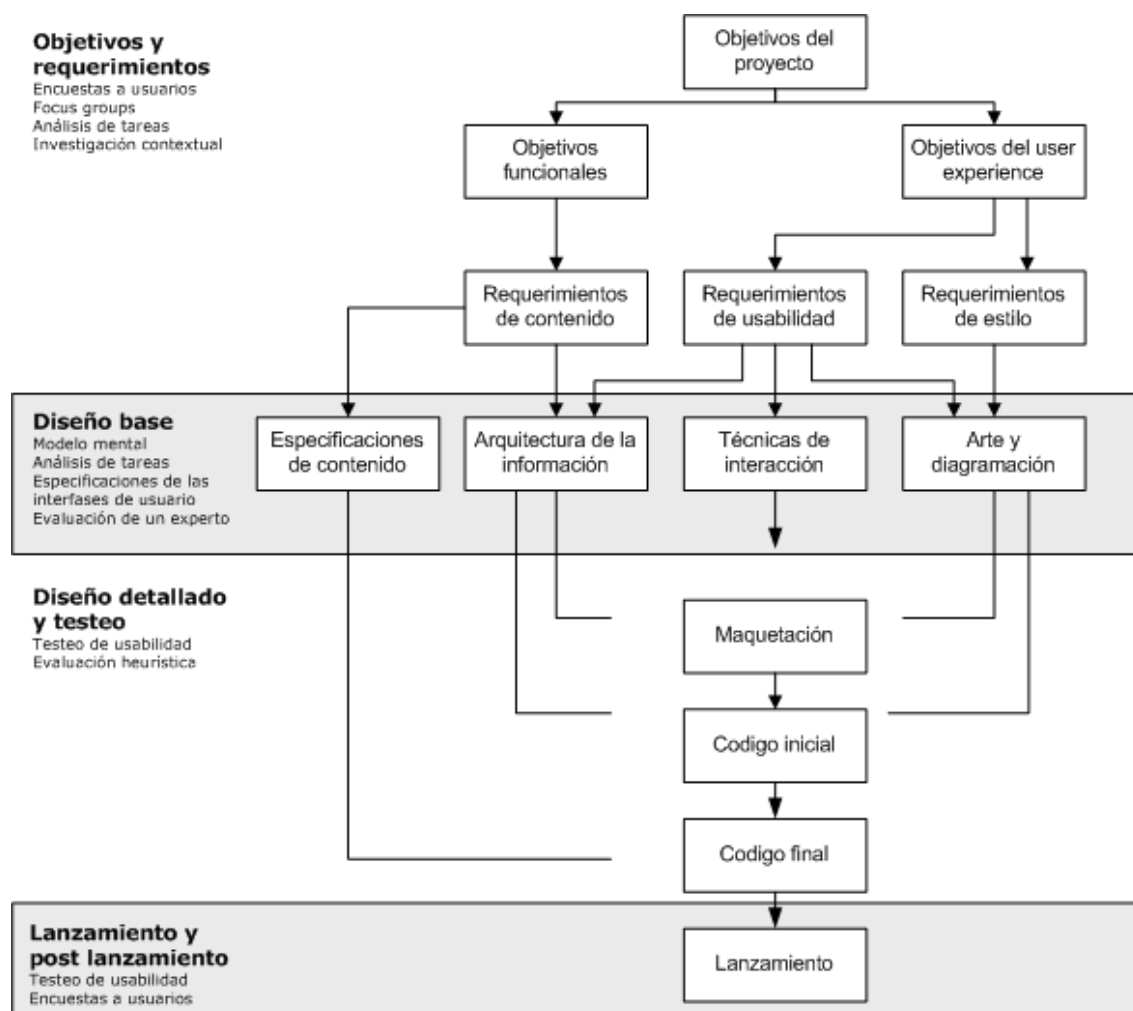 Objetivos y
requerimientos
Encuestas a usuarios
Focus groups
Análisis de tareas
Investigación contextual
Objetivos del
proyecto
Objetivos
funcionales
Objetivos del user
experience
Requerimientos
de contenido
Requerimientos
de usabilidad
Requerimientos
de estilo
Diseño base
Modelo mental
Análisis de tareas
Especificaciones de las
interfases de usuario
Evaluación de un experto
Especificaciones
de contenido
Arquitectura de la
información
Técnicas de
interacción
Arte y
diagramación
Diseño detallado
y testeo
Testeo de usabilidad
Evaluación heurística
Maquetación
Codigo inicial
Codigo final
Lanzamiento y
post lanzamiento
Testeo de usabilidad
Encuestas a usuarios
Lanzamiento